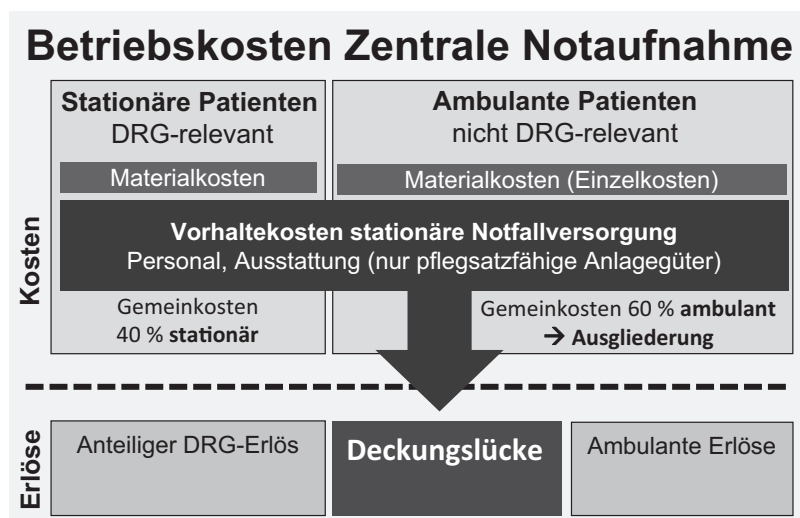 Betriebskosten Zentrale Notaufnahme
Kosten
Stationäre Patienten
DRG-relevant
Ambulante Patienten
nicht DRG-relevant
Materialkosten
Materialkosten (Einzelkosten)
Vorhaltekosten stationäre Notfallversorgung
Personal, Ausstattung (nur pflegsatzfähige Anlagegüter)
Gemeinkosten
40 % stationär
Gemeinkosten 60 % ambulant
→ Ausgliederung
Erlöse
Anteiliger DRG-Erlös
Deckungslücke
Ambulante Erlöse